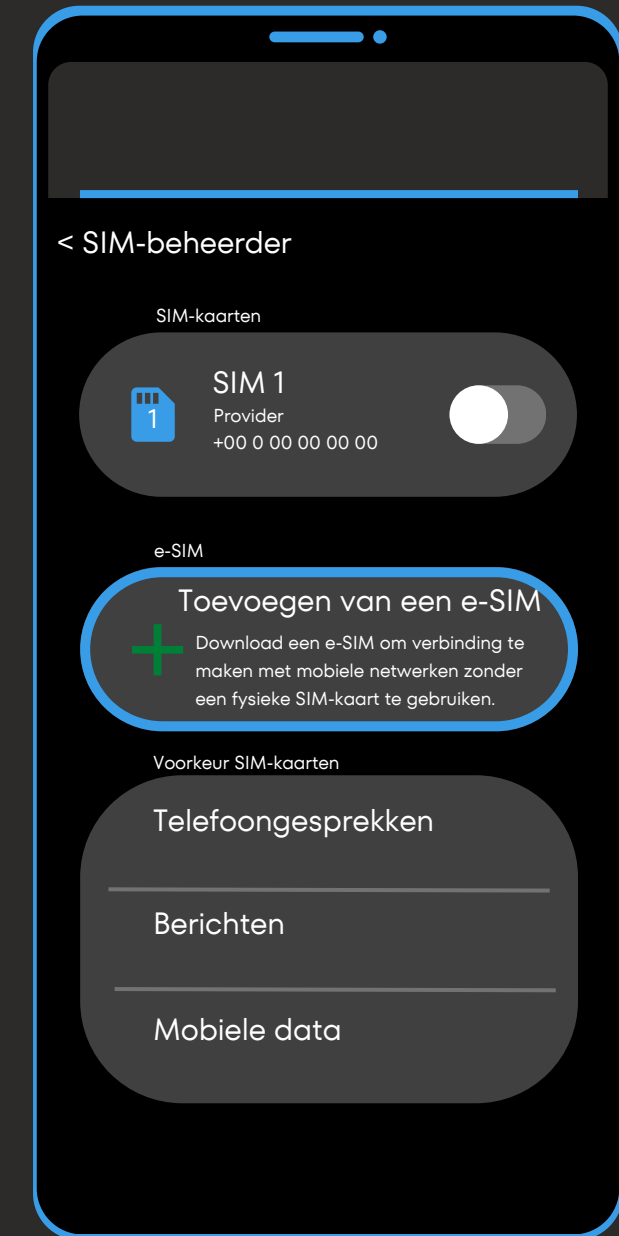 < SIM-beheerder
SIM-kaarten
SIM 1
1
Provider
+00 0 00 00 00 00
e-SIM
Toevoegen van een e-SIM
Download een e-SIM om verbinding te
maken met mobiele netwerken zonder
een fysieke SIM-kaart te gebruiken.
Voorkeur SIM-kaarten
Telefoongesprekken
Berichten
Mobiele data